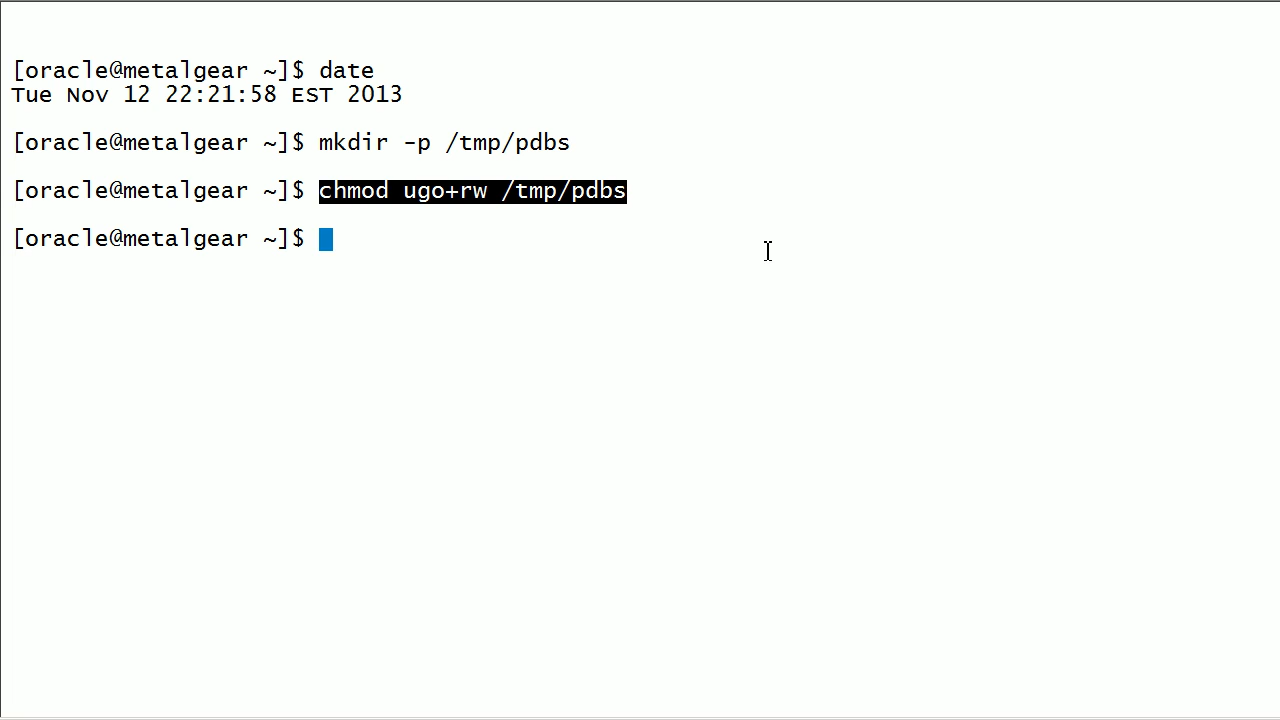 [oracle@metalgear ~]$ date
Tue Nov 12 22:21:58 EST 2013
[oracle@metalgear ~]$ mkdir -p /tmp/pdbs
[oracle@metalgear ~]$ chmod ugo+rw /tmp/pdbs
[oracle@metalgear ~]$